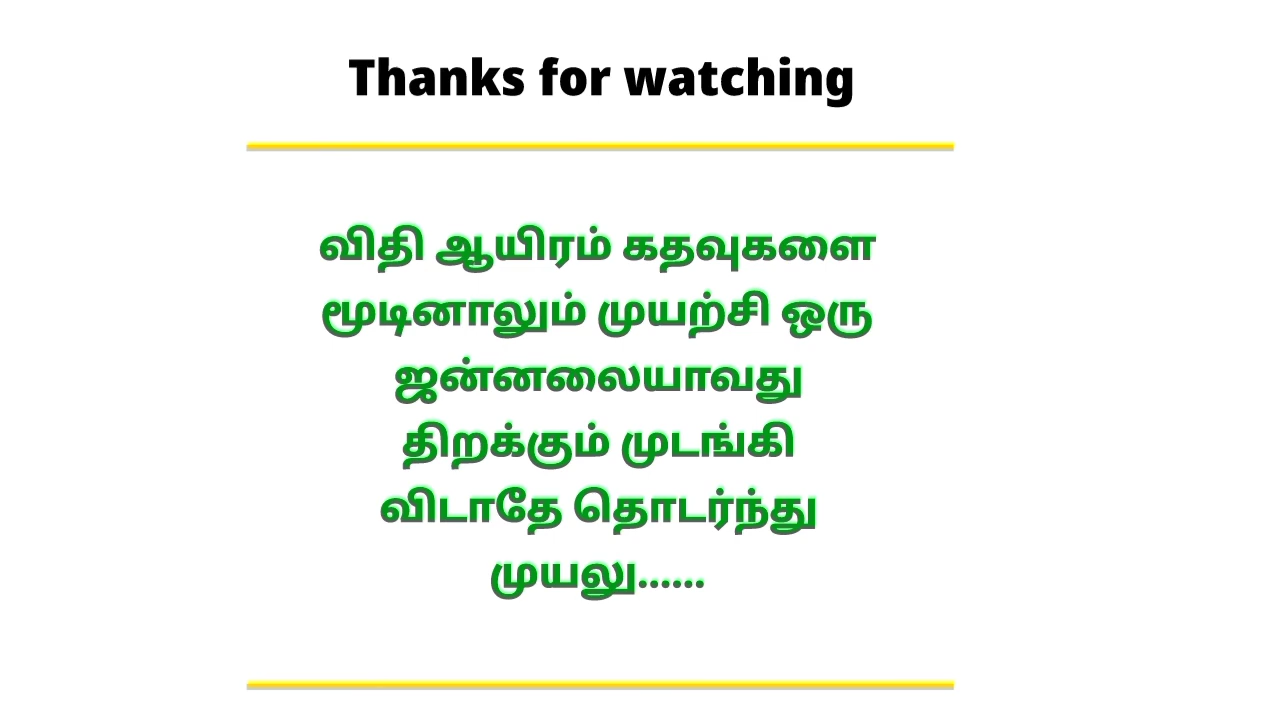 Thanks for watching
விதி ஆயிரம் கதவுகளை
மூடினாலும் முயற்சி ஒரு
ஜன்னலையாவது
திறக்கும் முடங்கி
விடாதே தொடர்ந்து
முயலு......